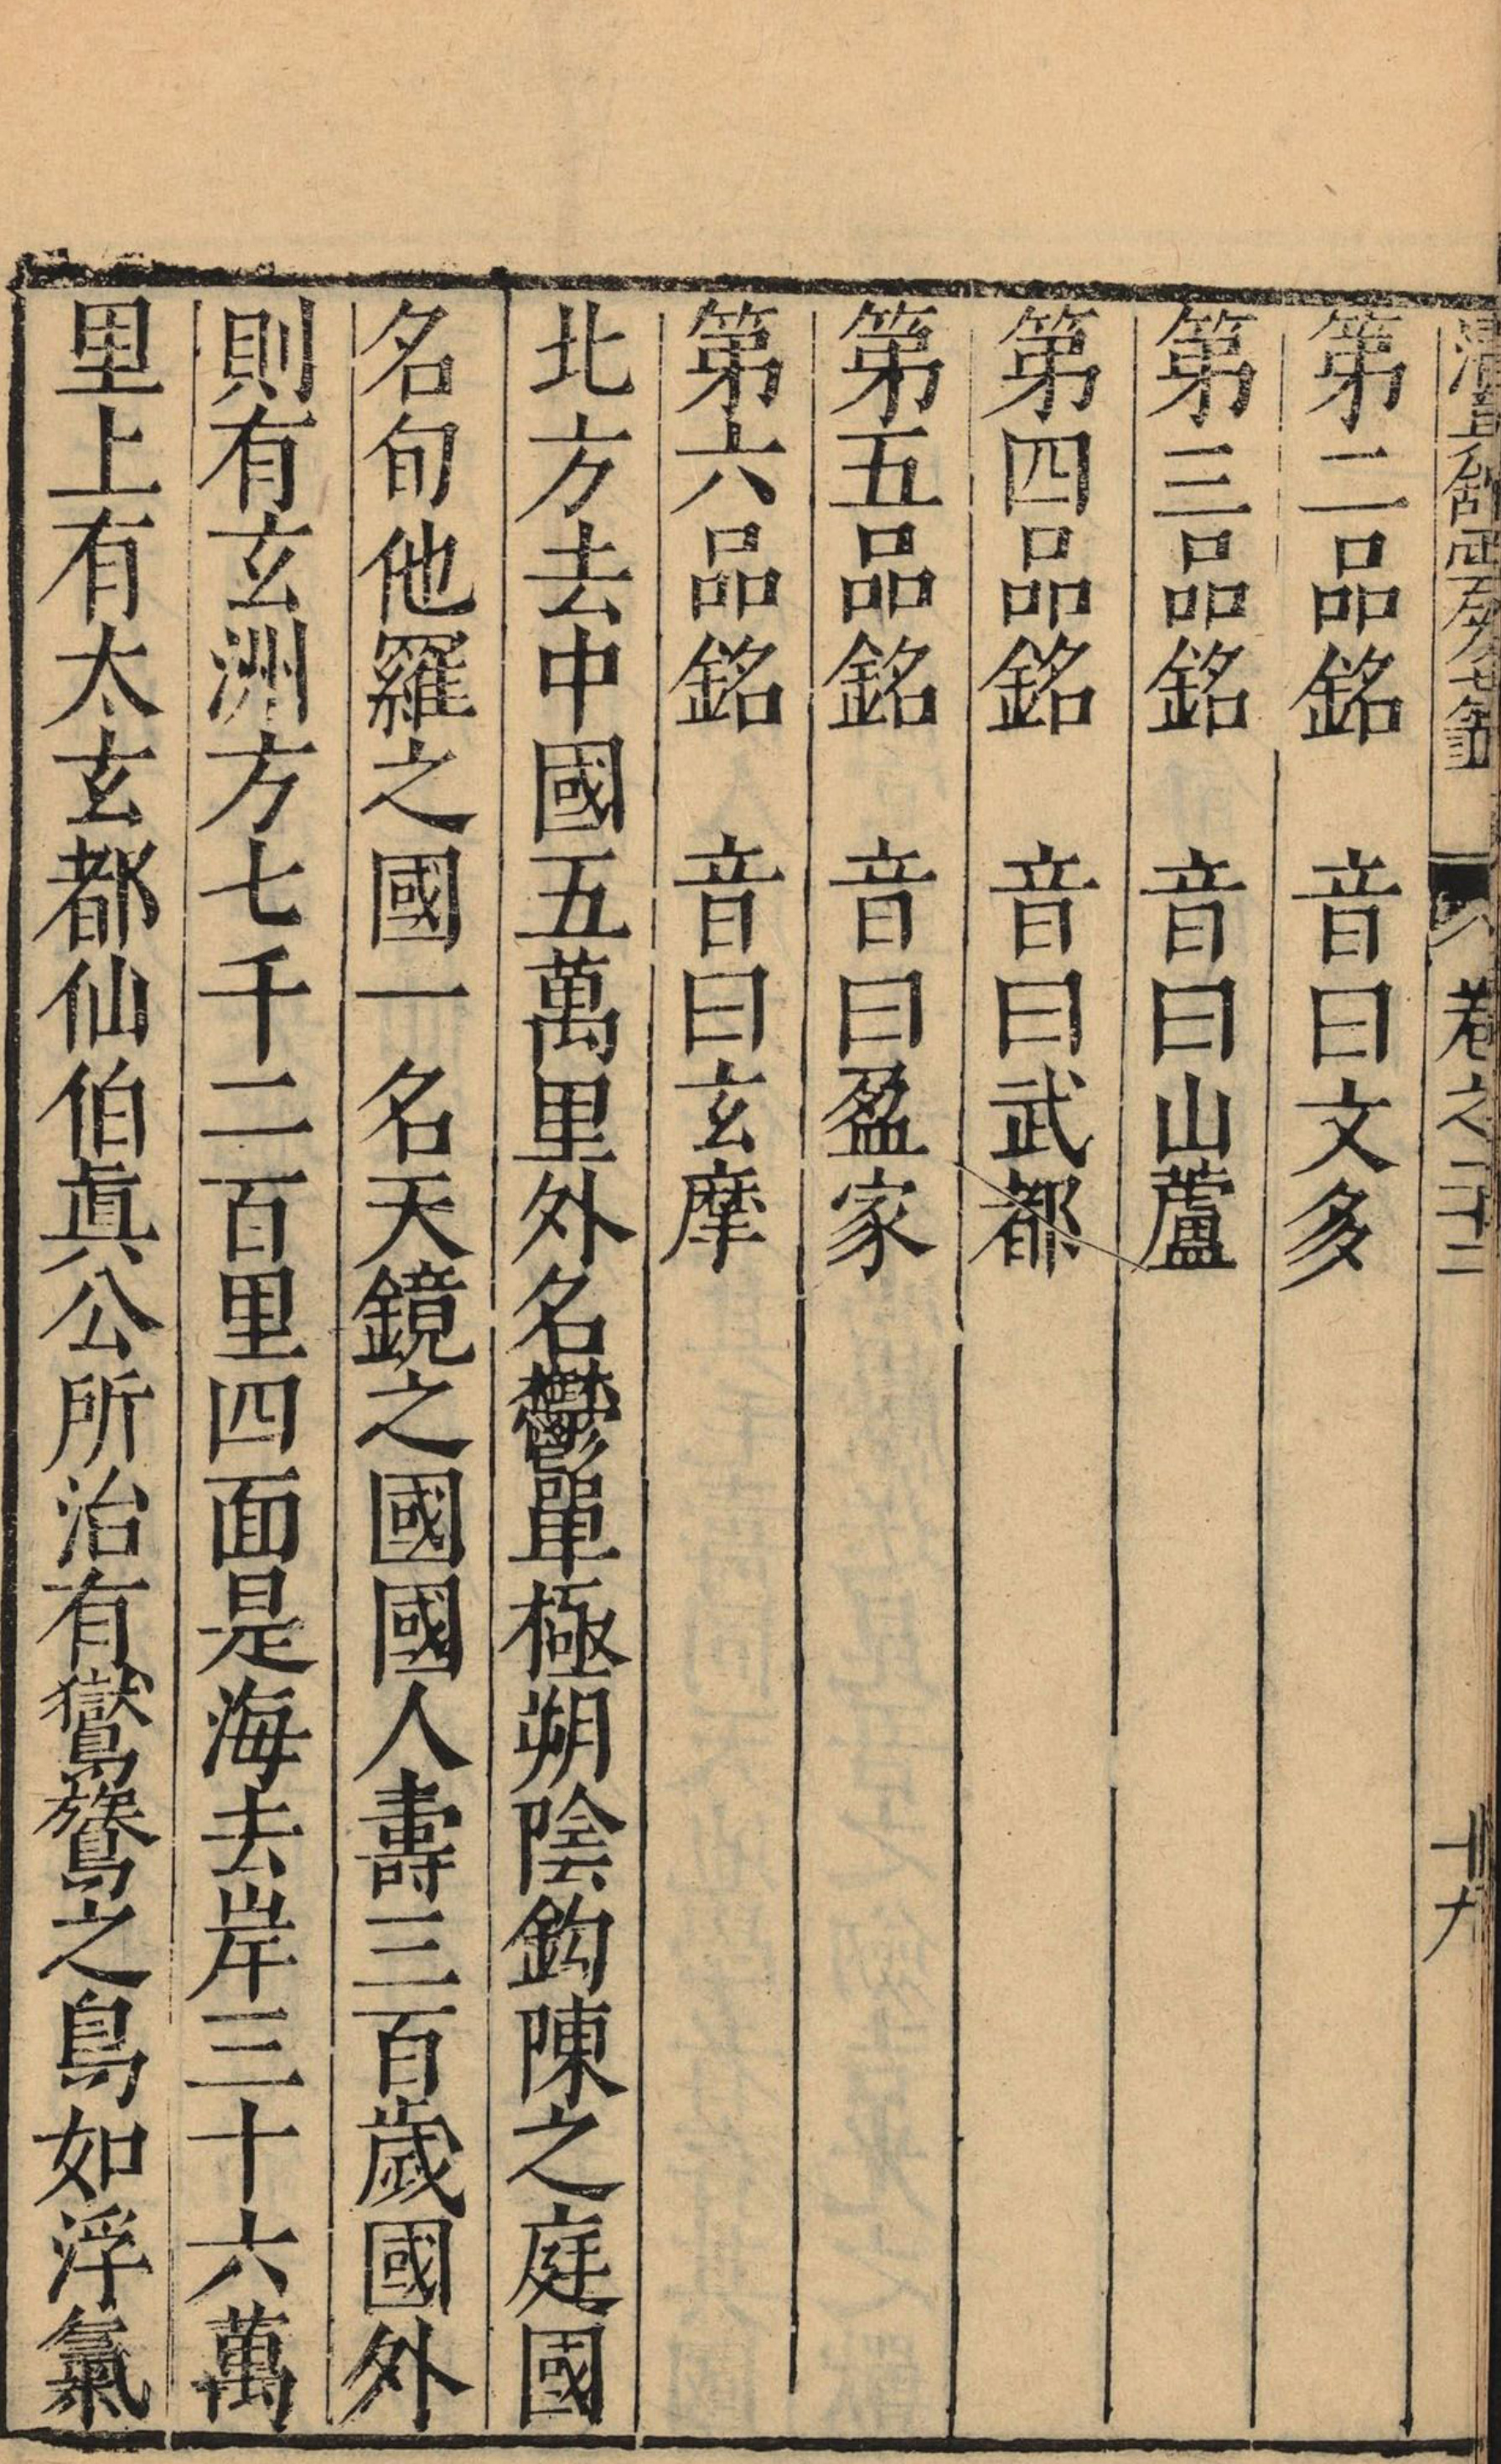 清真館雲笈七籤 卷之二十二 廿九
第二品銘 音曰文多
第三品銘 音曰山蘆
第四品銘 音曰武都
第五品銘 音曰盈家
第六品銘 音曰玄摩
北方去中國五萬里外名鬱單極朔陰鈎陳之庭國
名旬他羅之國一名天鏡之國國人壽三百歲國外
則有玄洲方七千二百里四面是海去岸三十六萬
里上有太玄都仙伯眞公所治有鸑鷟之鳥如浮氣